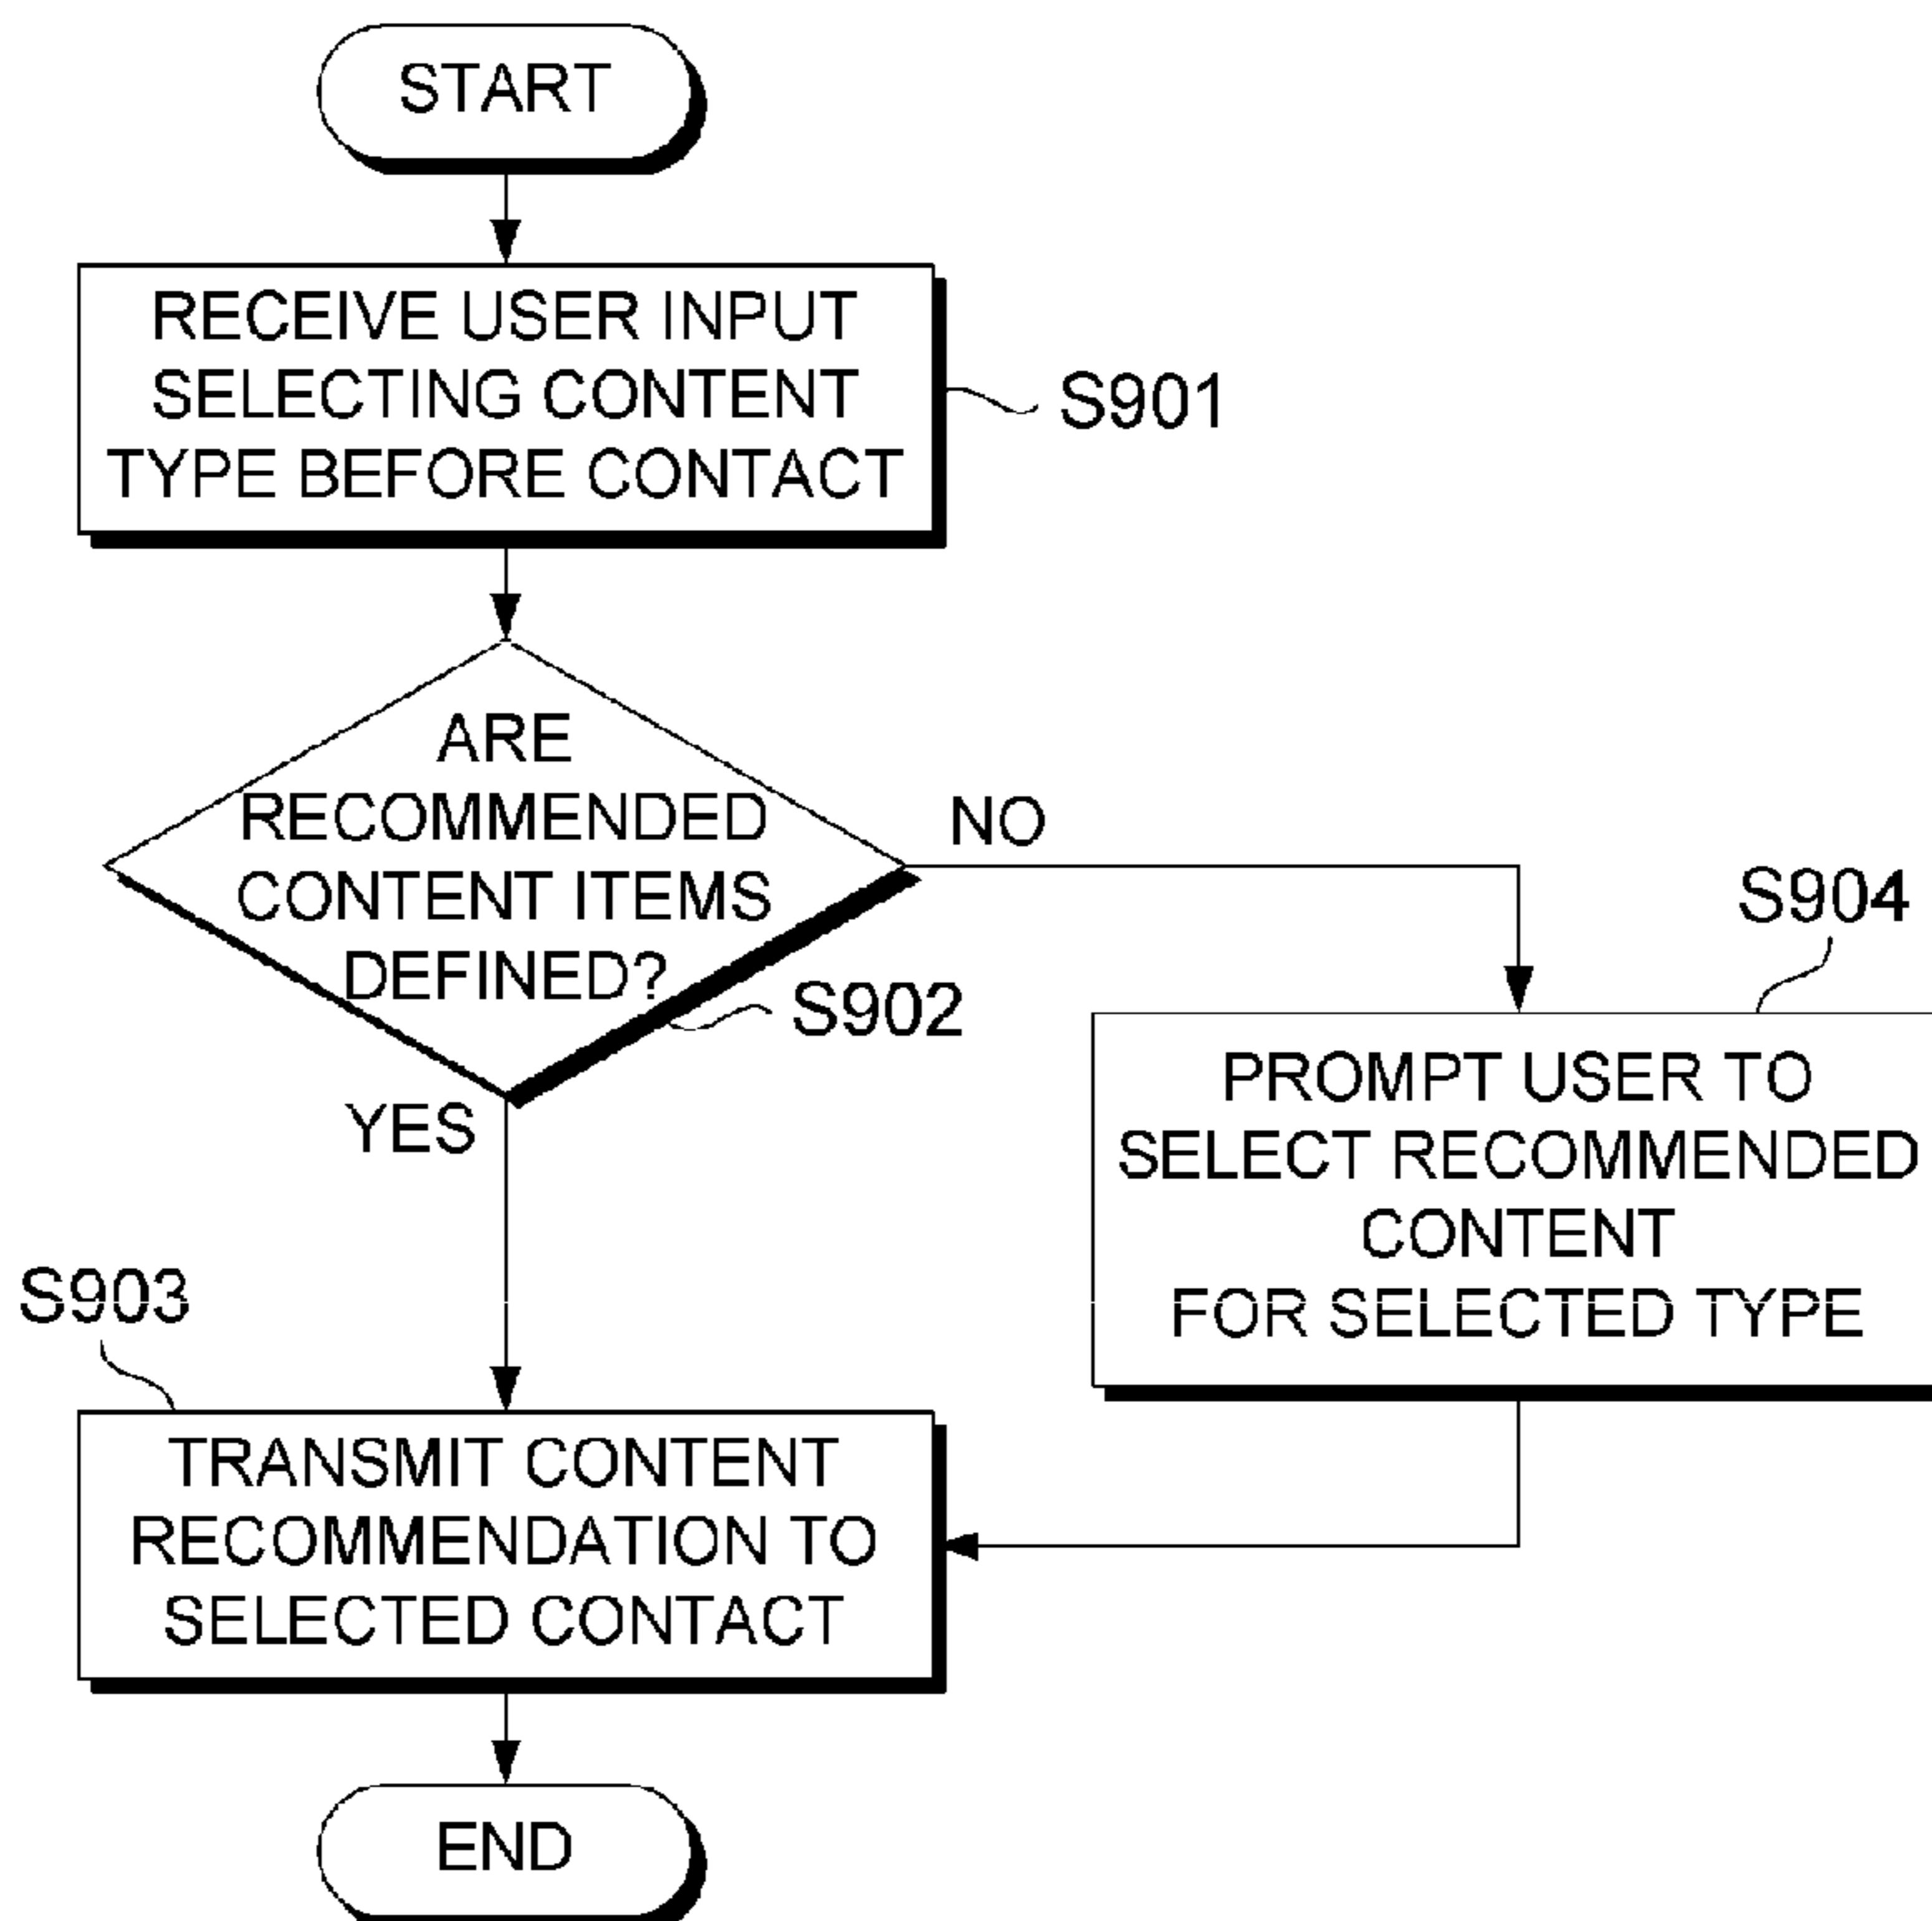 START
RECEIVE USER INPUT
SELECTING CONTENT
TYPE BEFORE CONTACT
S901
ARE
RECOMMENDED
CONTENT ITEMS
DEFINED?
S902
NO
YES
S904
PROMPT USER TO
SELECT RECOMMENDED
CONTENT
FOR SELECTED TYPE
S903
TRANSMIT CONTENT
RECOMMENDATION TO
SELECTED CONTACT
END